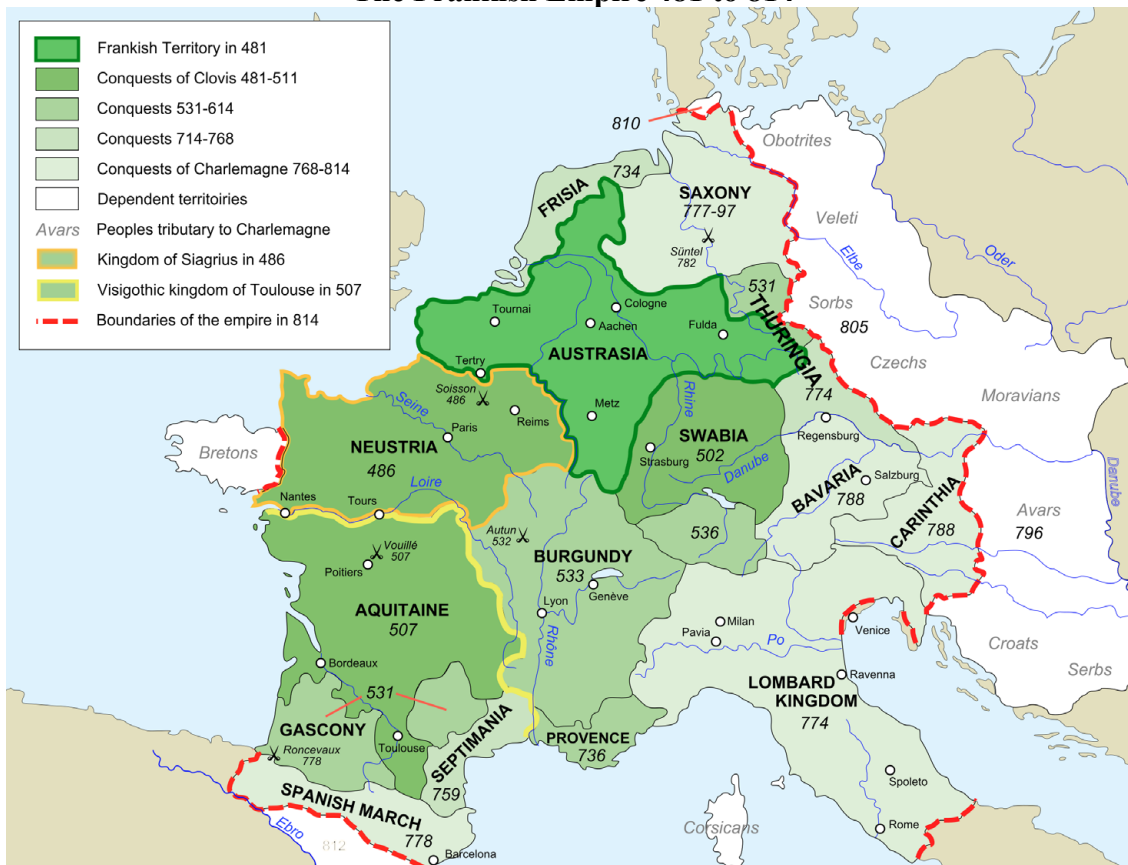 The Frankish Empire 481 to 814
Frankish Territory in 481
Conquests of Clovis 481-511
Conquests 531-614
Conquests 714-768
Conquests of Charlemagne 768-814
Dependent territoiries
Avars Peoples tributary to Charlemagne
Kingdom of Siagrius in 486
Visigothic kingdom of Toulouse in 507
Boundaries of the empire in 814
810
Obotrites
734
FRISIA
SAXONY
777-97
Veleti
Süntel
782
Elbe
Oder
531
THURINGIA
Sorbs
805
Tournai
Cologne
Aachen
Fulda
AUSTRASIA
Czechs
Tertry
Soisson
486
Rhine
774
Moravians
Seine
Reims
Metz
Paris
Regensburg
Bretons
NEUSTRIA
486
SWABIA
502
Strasburg
Danube
BAVARIA
788
Salzburg
CARINTHIA
788
Danube
Loire
Nantes
Tours
Avars
796
Autun
532
536
Vouillé
507
Poitiers
BURGUNDY
533
Genève
Lyon
AQUITAINE
507
Milan
Pavia
Po
Venice
Rhône
Croats
Serbs
Bordeaux
Ravenna
531
LOMBARD
KINGDOM
774
GASCONY
Toulouse
SEPTIMANIA
759
PROVENCE
736
Roncevaux
778
SPANISH MARCH
778
Spoleto
Ebro
812
Barcelona
Corsicans
Rome